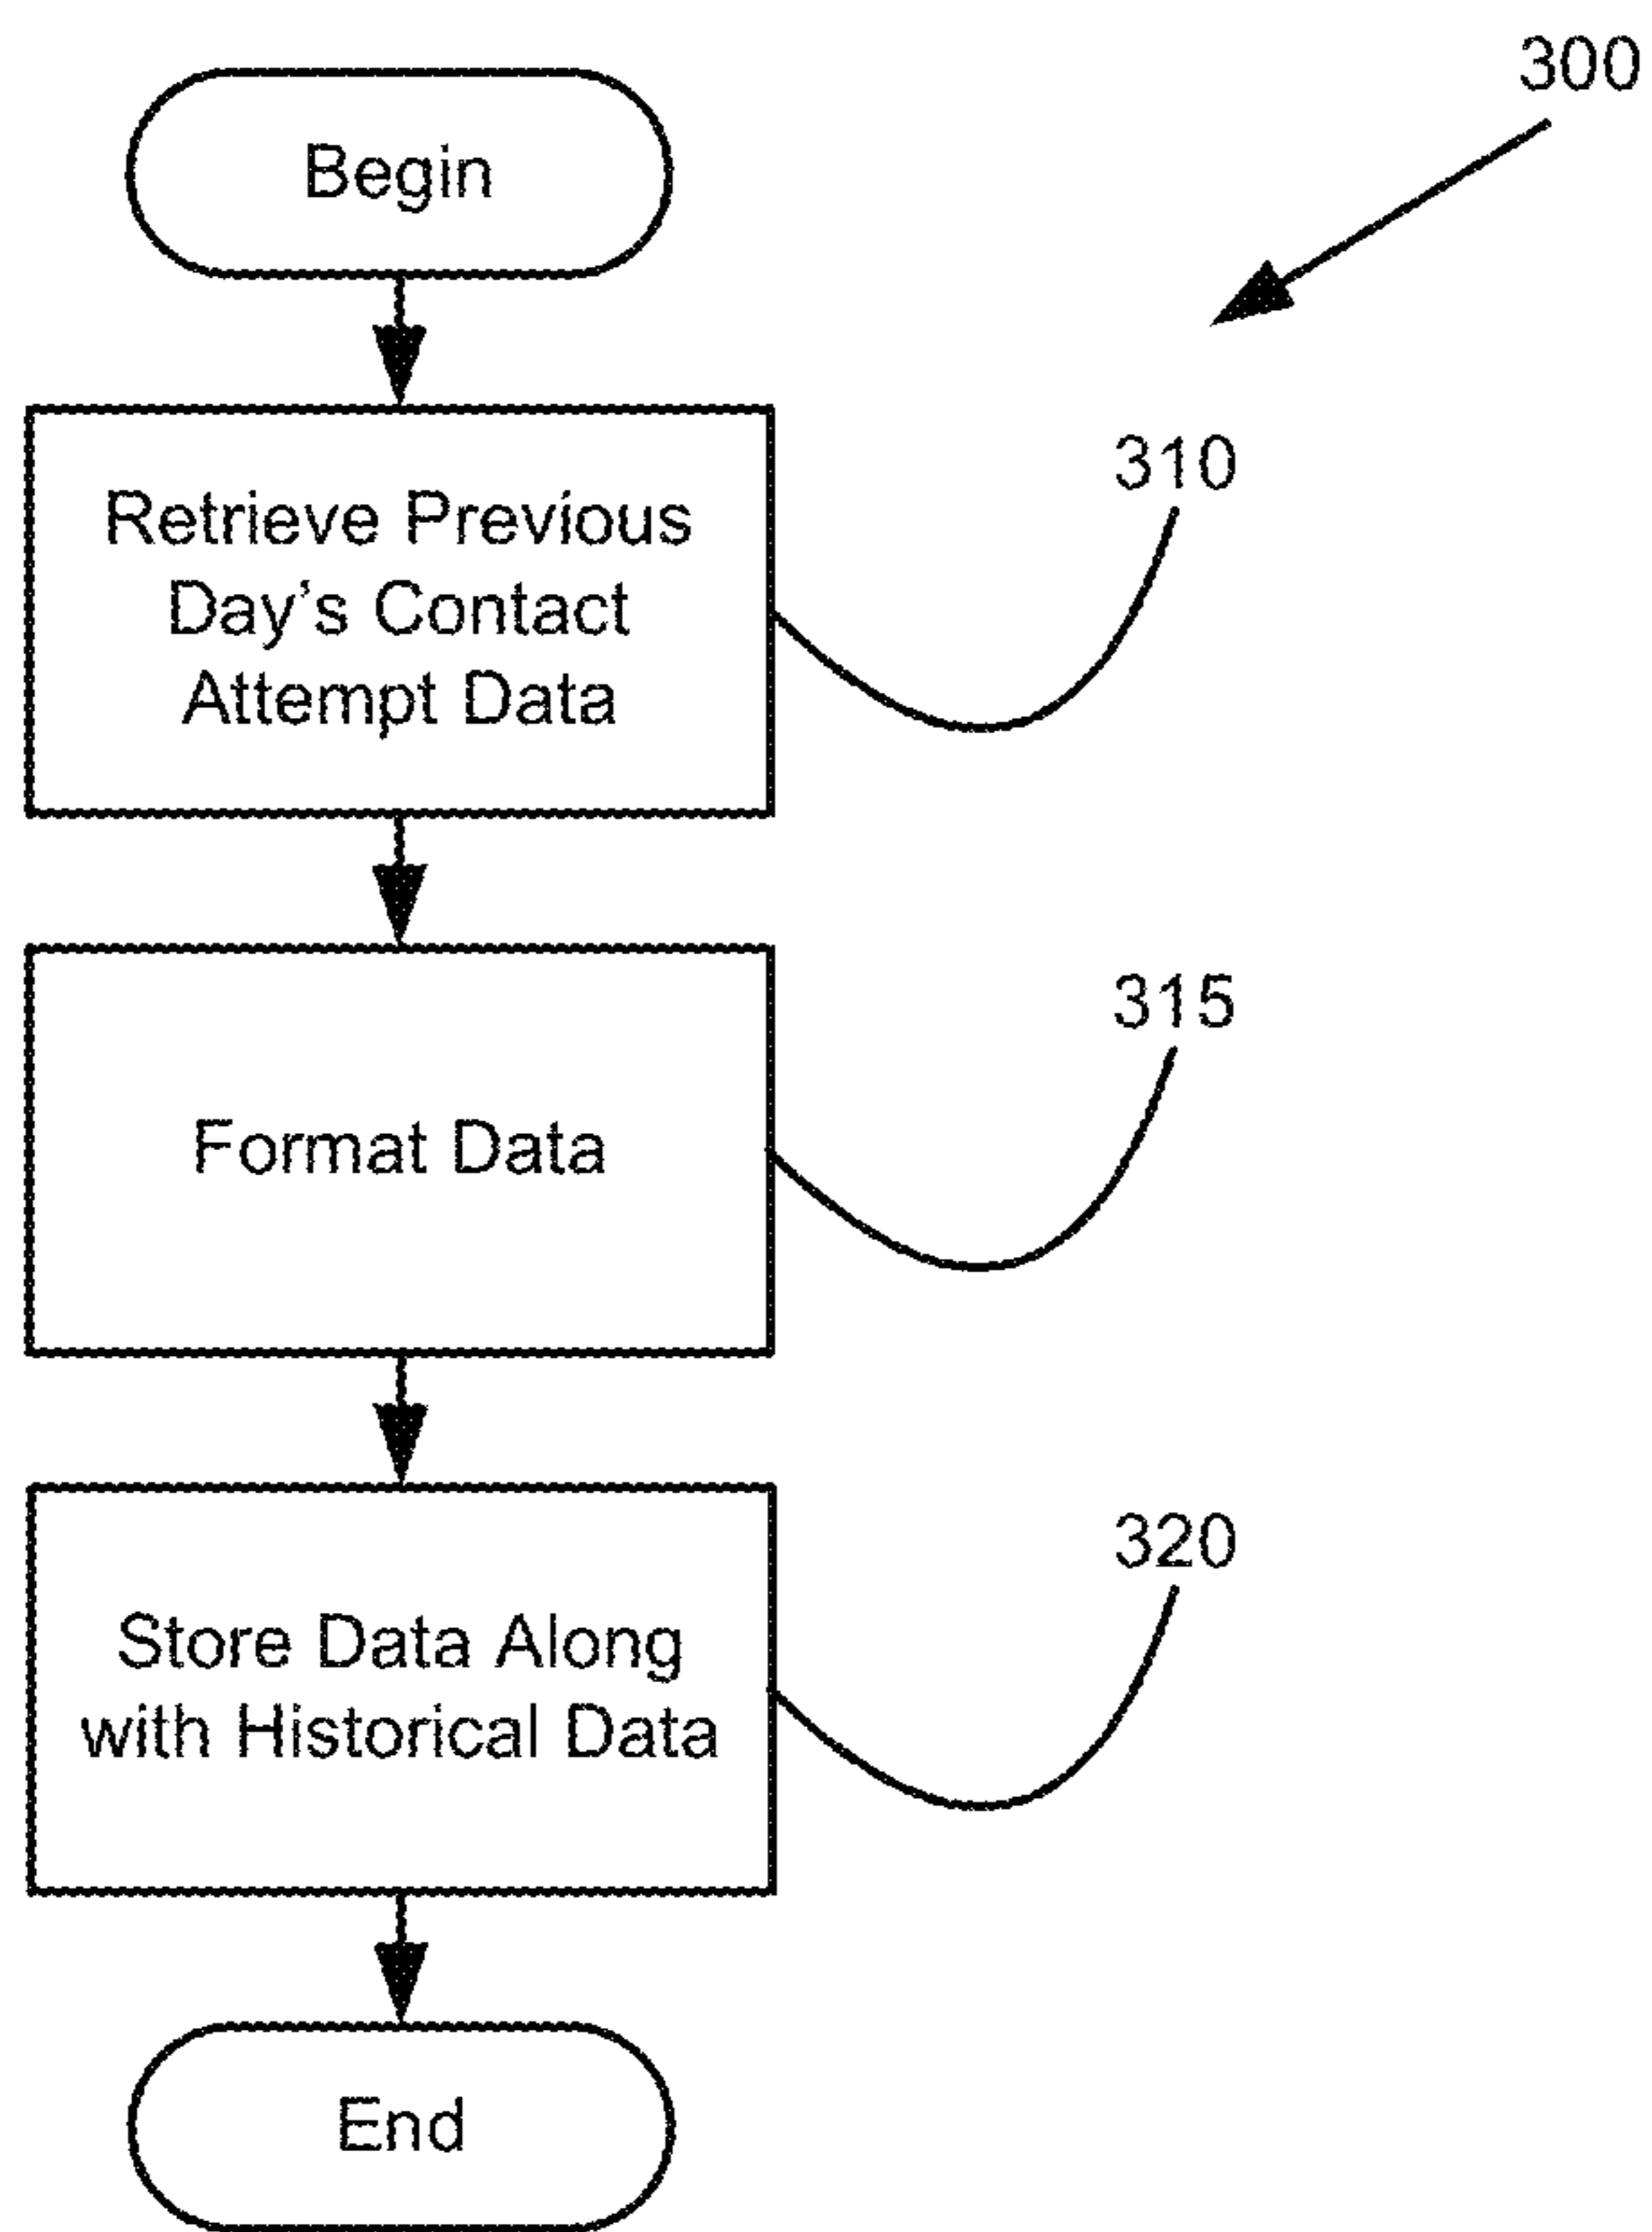 300
Begin
310
Retrieve Previous
Day's Contact
Attempt Data
315
Format Data
320
Store Data Along
with Historical Data
End